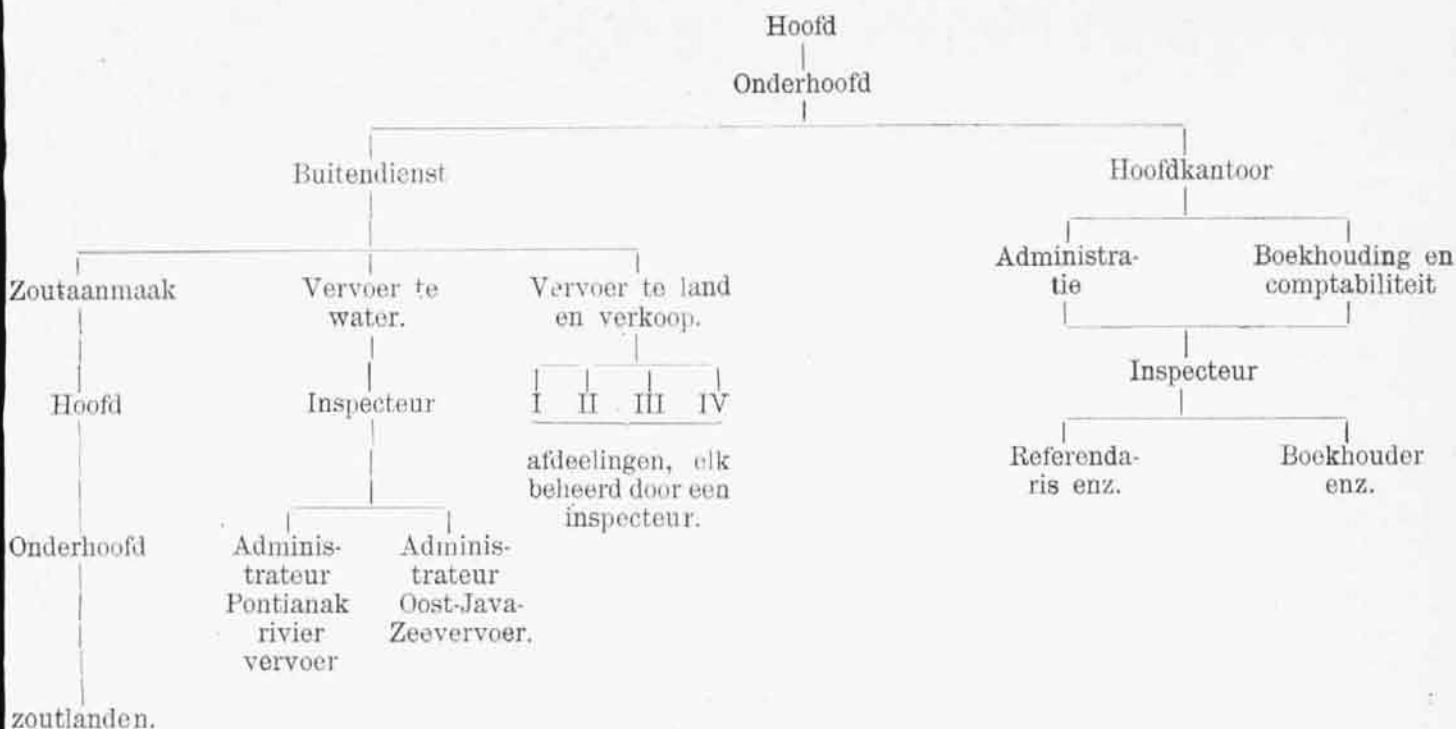 Hoofd
Onderhoofd
Buitendienst
Hoofdkantoor
Zoutaanmaak
Vervoer te
water.
Vervoer te land
en verkoop.
Administra-
tie
Boekhouding en
comptabiliteit
Hoofd
Inspecteur
I II III IV
afdeelingen, elk
beheerd door een
inspecteur.
Inspecteur
Referenda-
ris enz.
Boekhouder
enz.
Onderhoofd
Adminis-
trateur
Pontianak
rivier
vervoer
Adminis-
trateur
Oost-Java-
Zeevervoer.
zoutlanden.